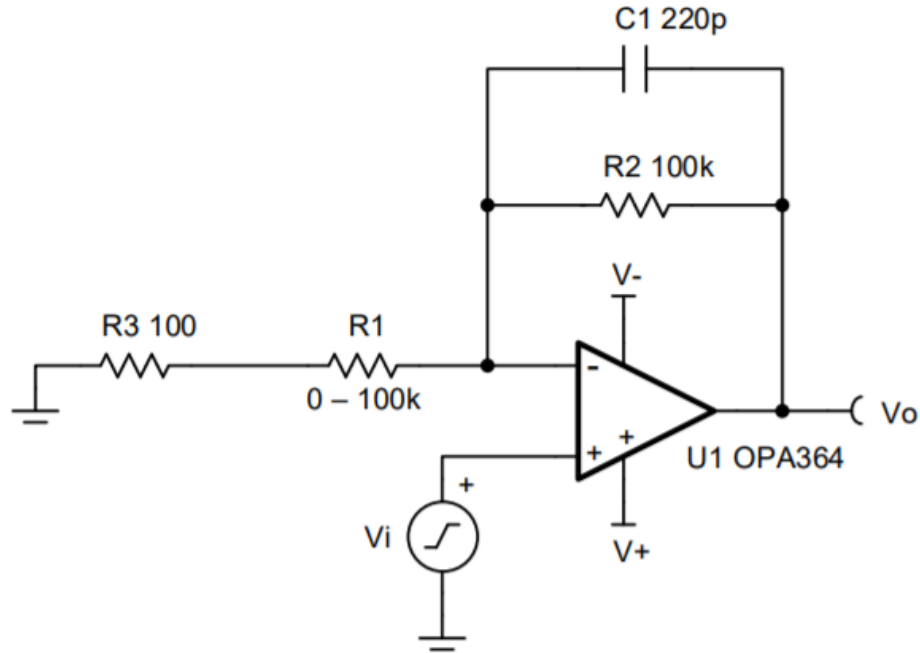 C1 220p
R2 100k
V-
R3 100
R1
0 – 100k
-
+
+
U1 OPA364
Vo
+
Vi
V+